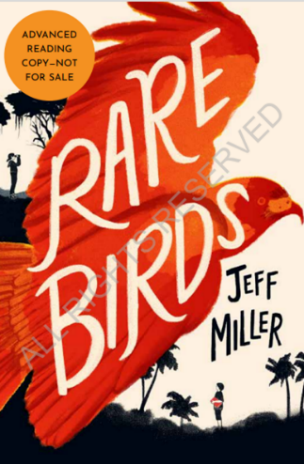 ADVANCED
READING
COPY—NOT
FOR SALE
RARE
BIRDS
JEFF
MILLER
ALL RIGHTS RESERVED